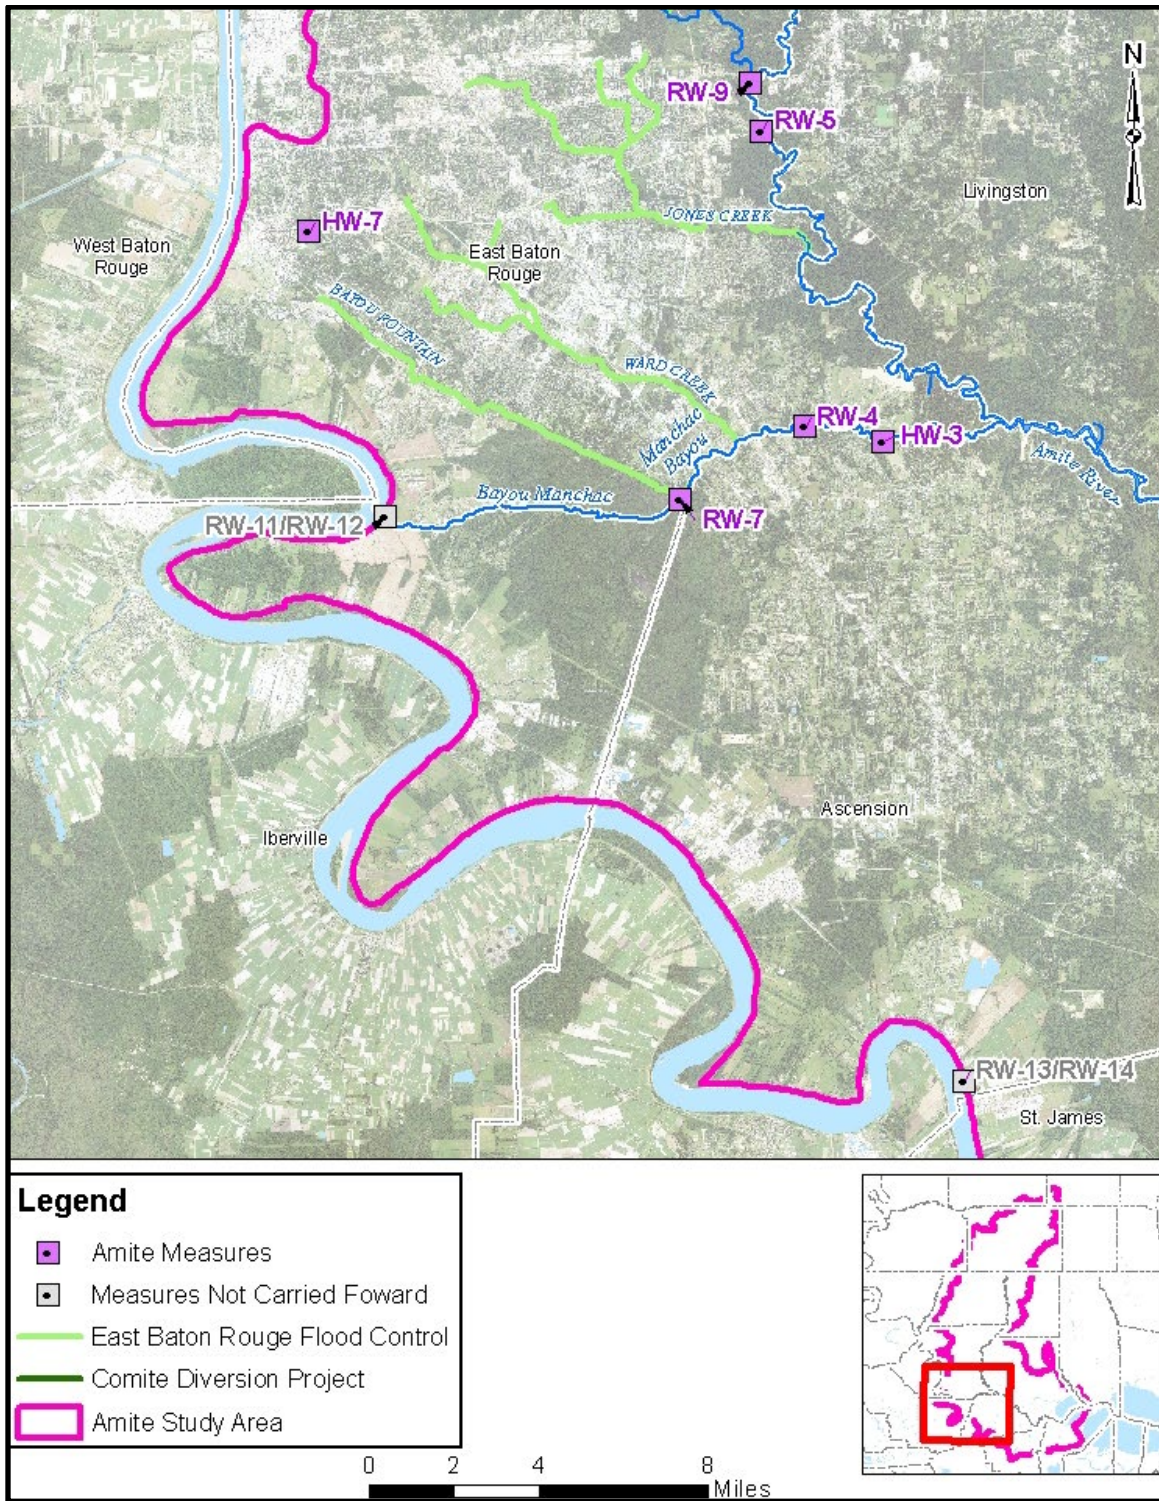 N
RW-9
RW-5
Livingston
HW-7
JONES CREEK
West Baton
Rouge
East Baton
Rouge
BAYOU FOUNTAIN
WARD CREEK
Manchac
Bayou
RW-4
HW-3
Amite River
Bayou Manchac
RW-11/RW-12
RW-7
Ascension
Iberville
RW-13/RW-14
St. James
Legend
Amite Measures
Measures Not Carried Foward
East Baton Rouge Flood Control
Comite Diversion Project
Amite Study Area
0 2 4 8
Miles